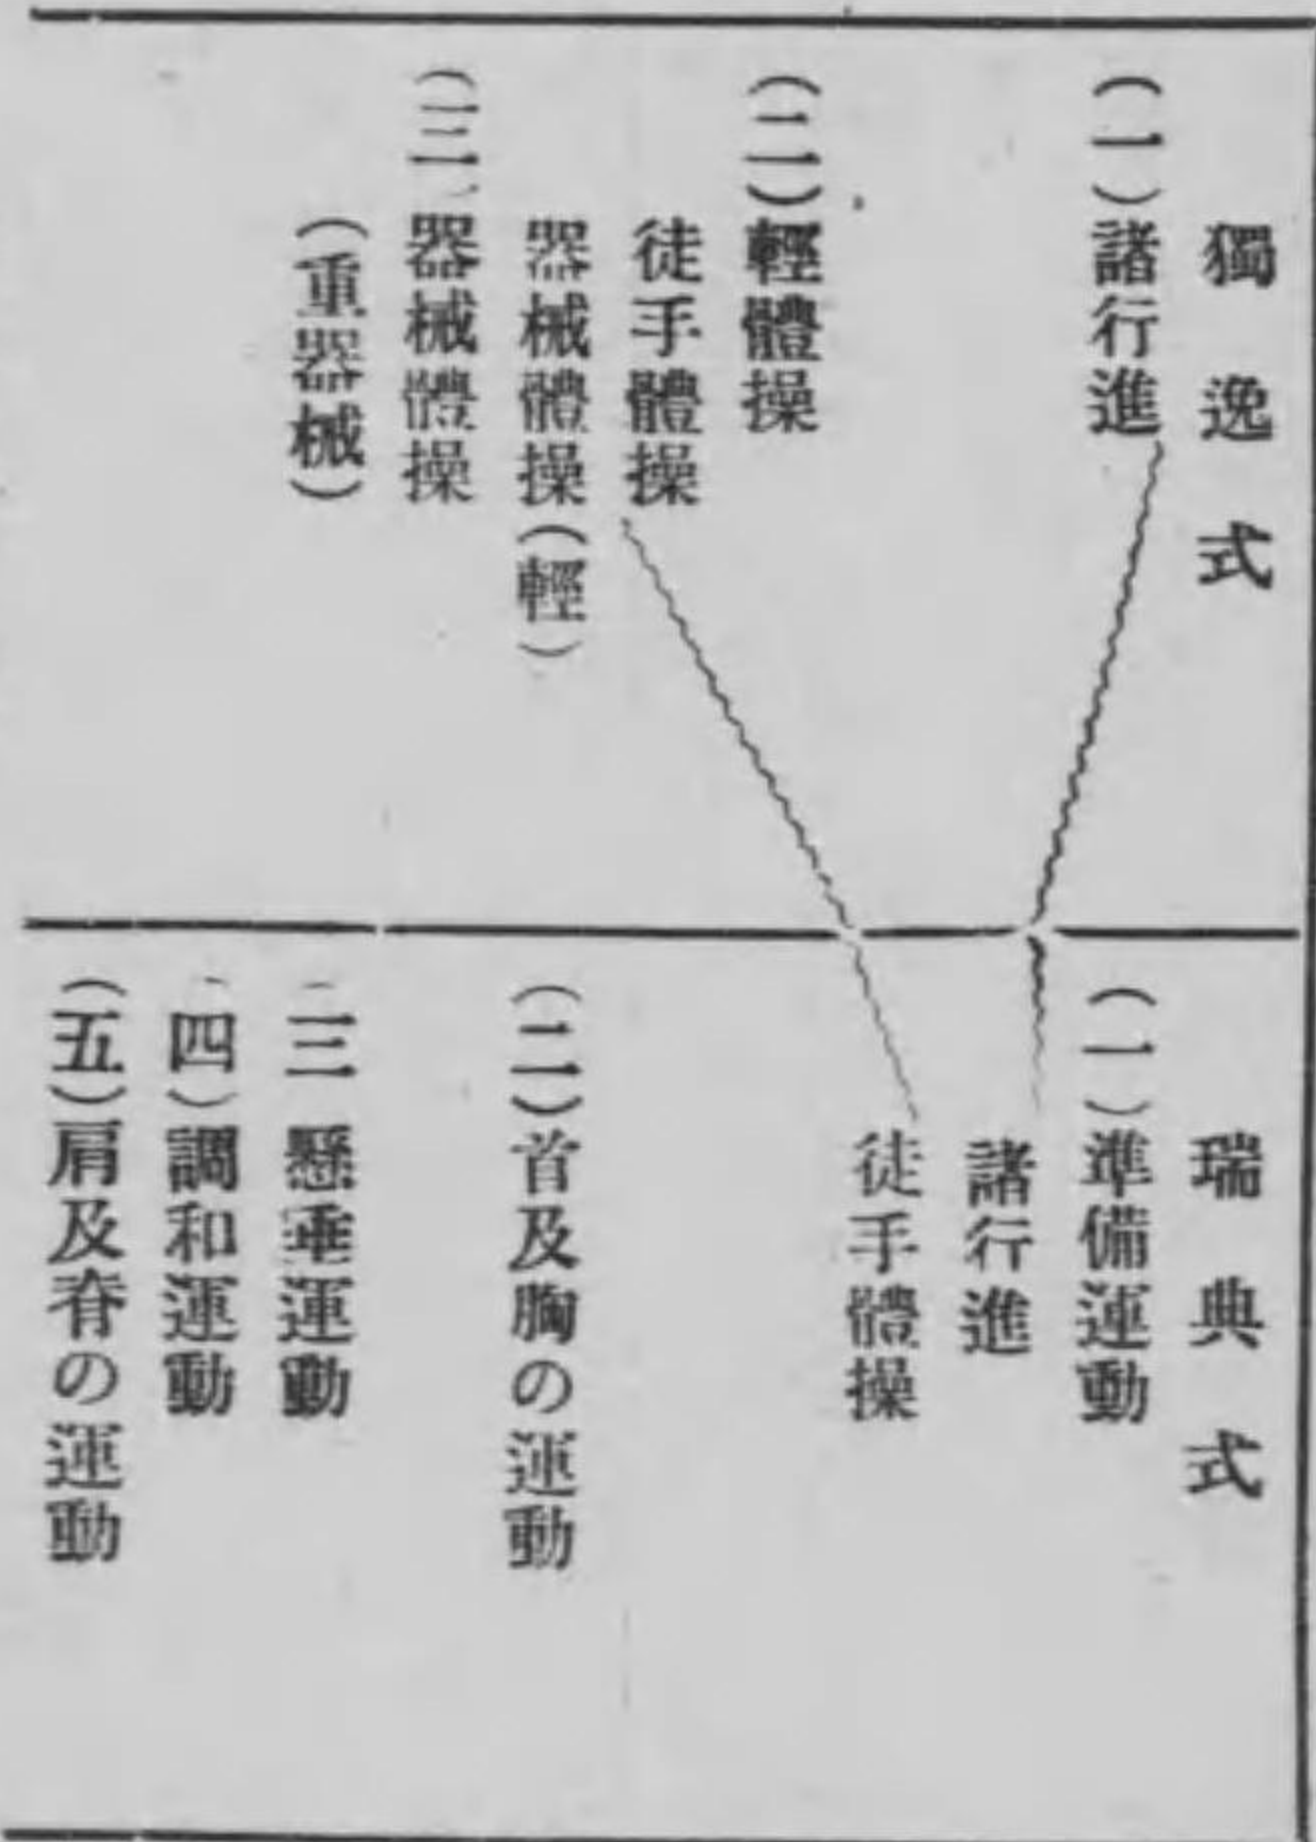 獨逸式
(一)諸行進
(二)輕體操
徒手體操
器械體操(輕)
(三)器械體操
(重器械)
瑞典式
(一)準備運動
諸行進
徒手體操
(二)首及胸の運動
(三)懸垂運動
(四)調和運動
(五)肩及脊の運動